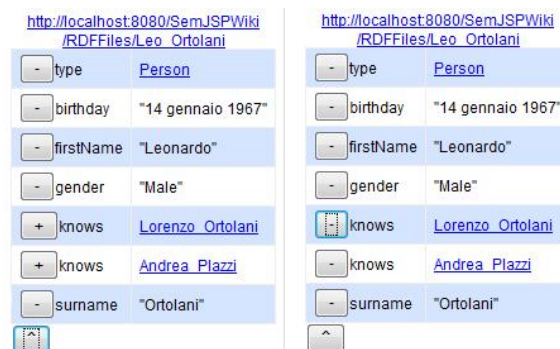 http://localhost:8080/SemJSPWiki
/RDFFiles/Leo_Ortolani
- type Person
- birthday "14 gennaio 1967"
- firstName "Leonardo"
- gender "Male"
+ knows Lorenzo_Ortolani
+ knows Andrea_Plazzi
- surname "Ortolani"
^
http://localhost:8080/SemJSPWiki
/RDFFiles/Leo_Ortolani
- type Person
- birthday "14 gennaio 1967"
- firstName "Leonardo"
- gender "Male"
- knows Lorenzo_Ortolani
- knows Andrea_Plazzi
- surname "Ortolani"
^